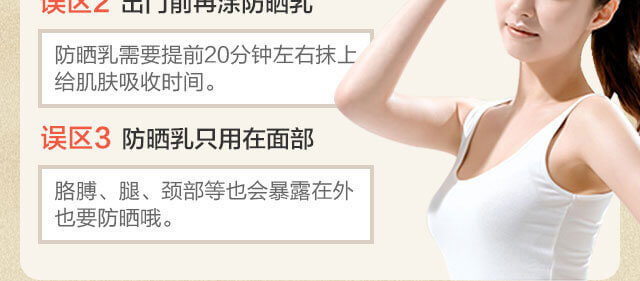 误区2 出门前再涂防晒乳
防晒乳需要提前20分钟左右抹上
给肌肤吸收时间。
误区3 防晒乳只用在面部
胳膊、腿、颈部等也会暴露在外
也要防晒哦。